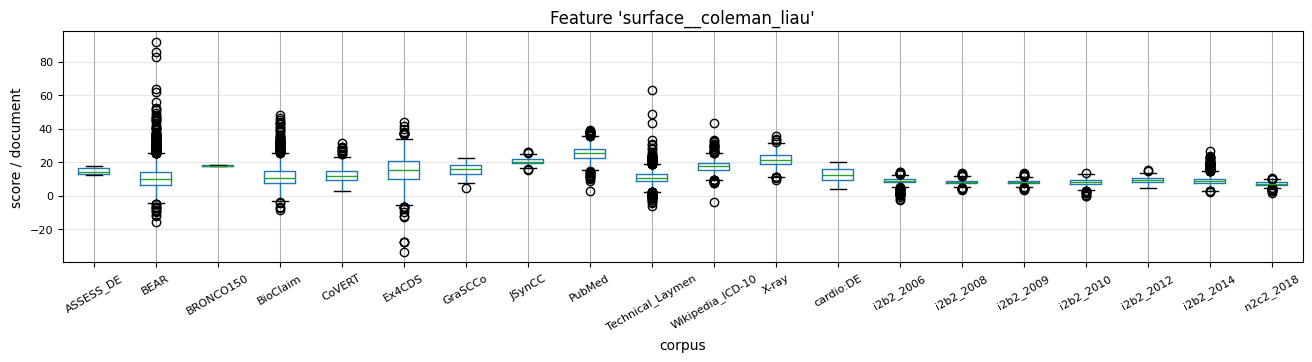 Feature 'surface__coleman_liau'
score / document
80
60
40
20
0
−20
ASSESS_DE
BEAR
BRONCO150
BioClaim
CoVERT
Ex4CDS
GraSCCo
JSynCC
PubMed
Technical_Laymen
Wikipedia_ICD-10
X-ray
cardio:DE
i2b2_2006
i2b2_2008
i2b2_2009
i2b2_2010
i2b2_2012
i2b2_2014
n2c2_2018
corpus